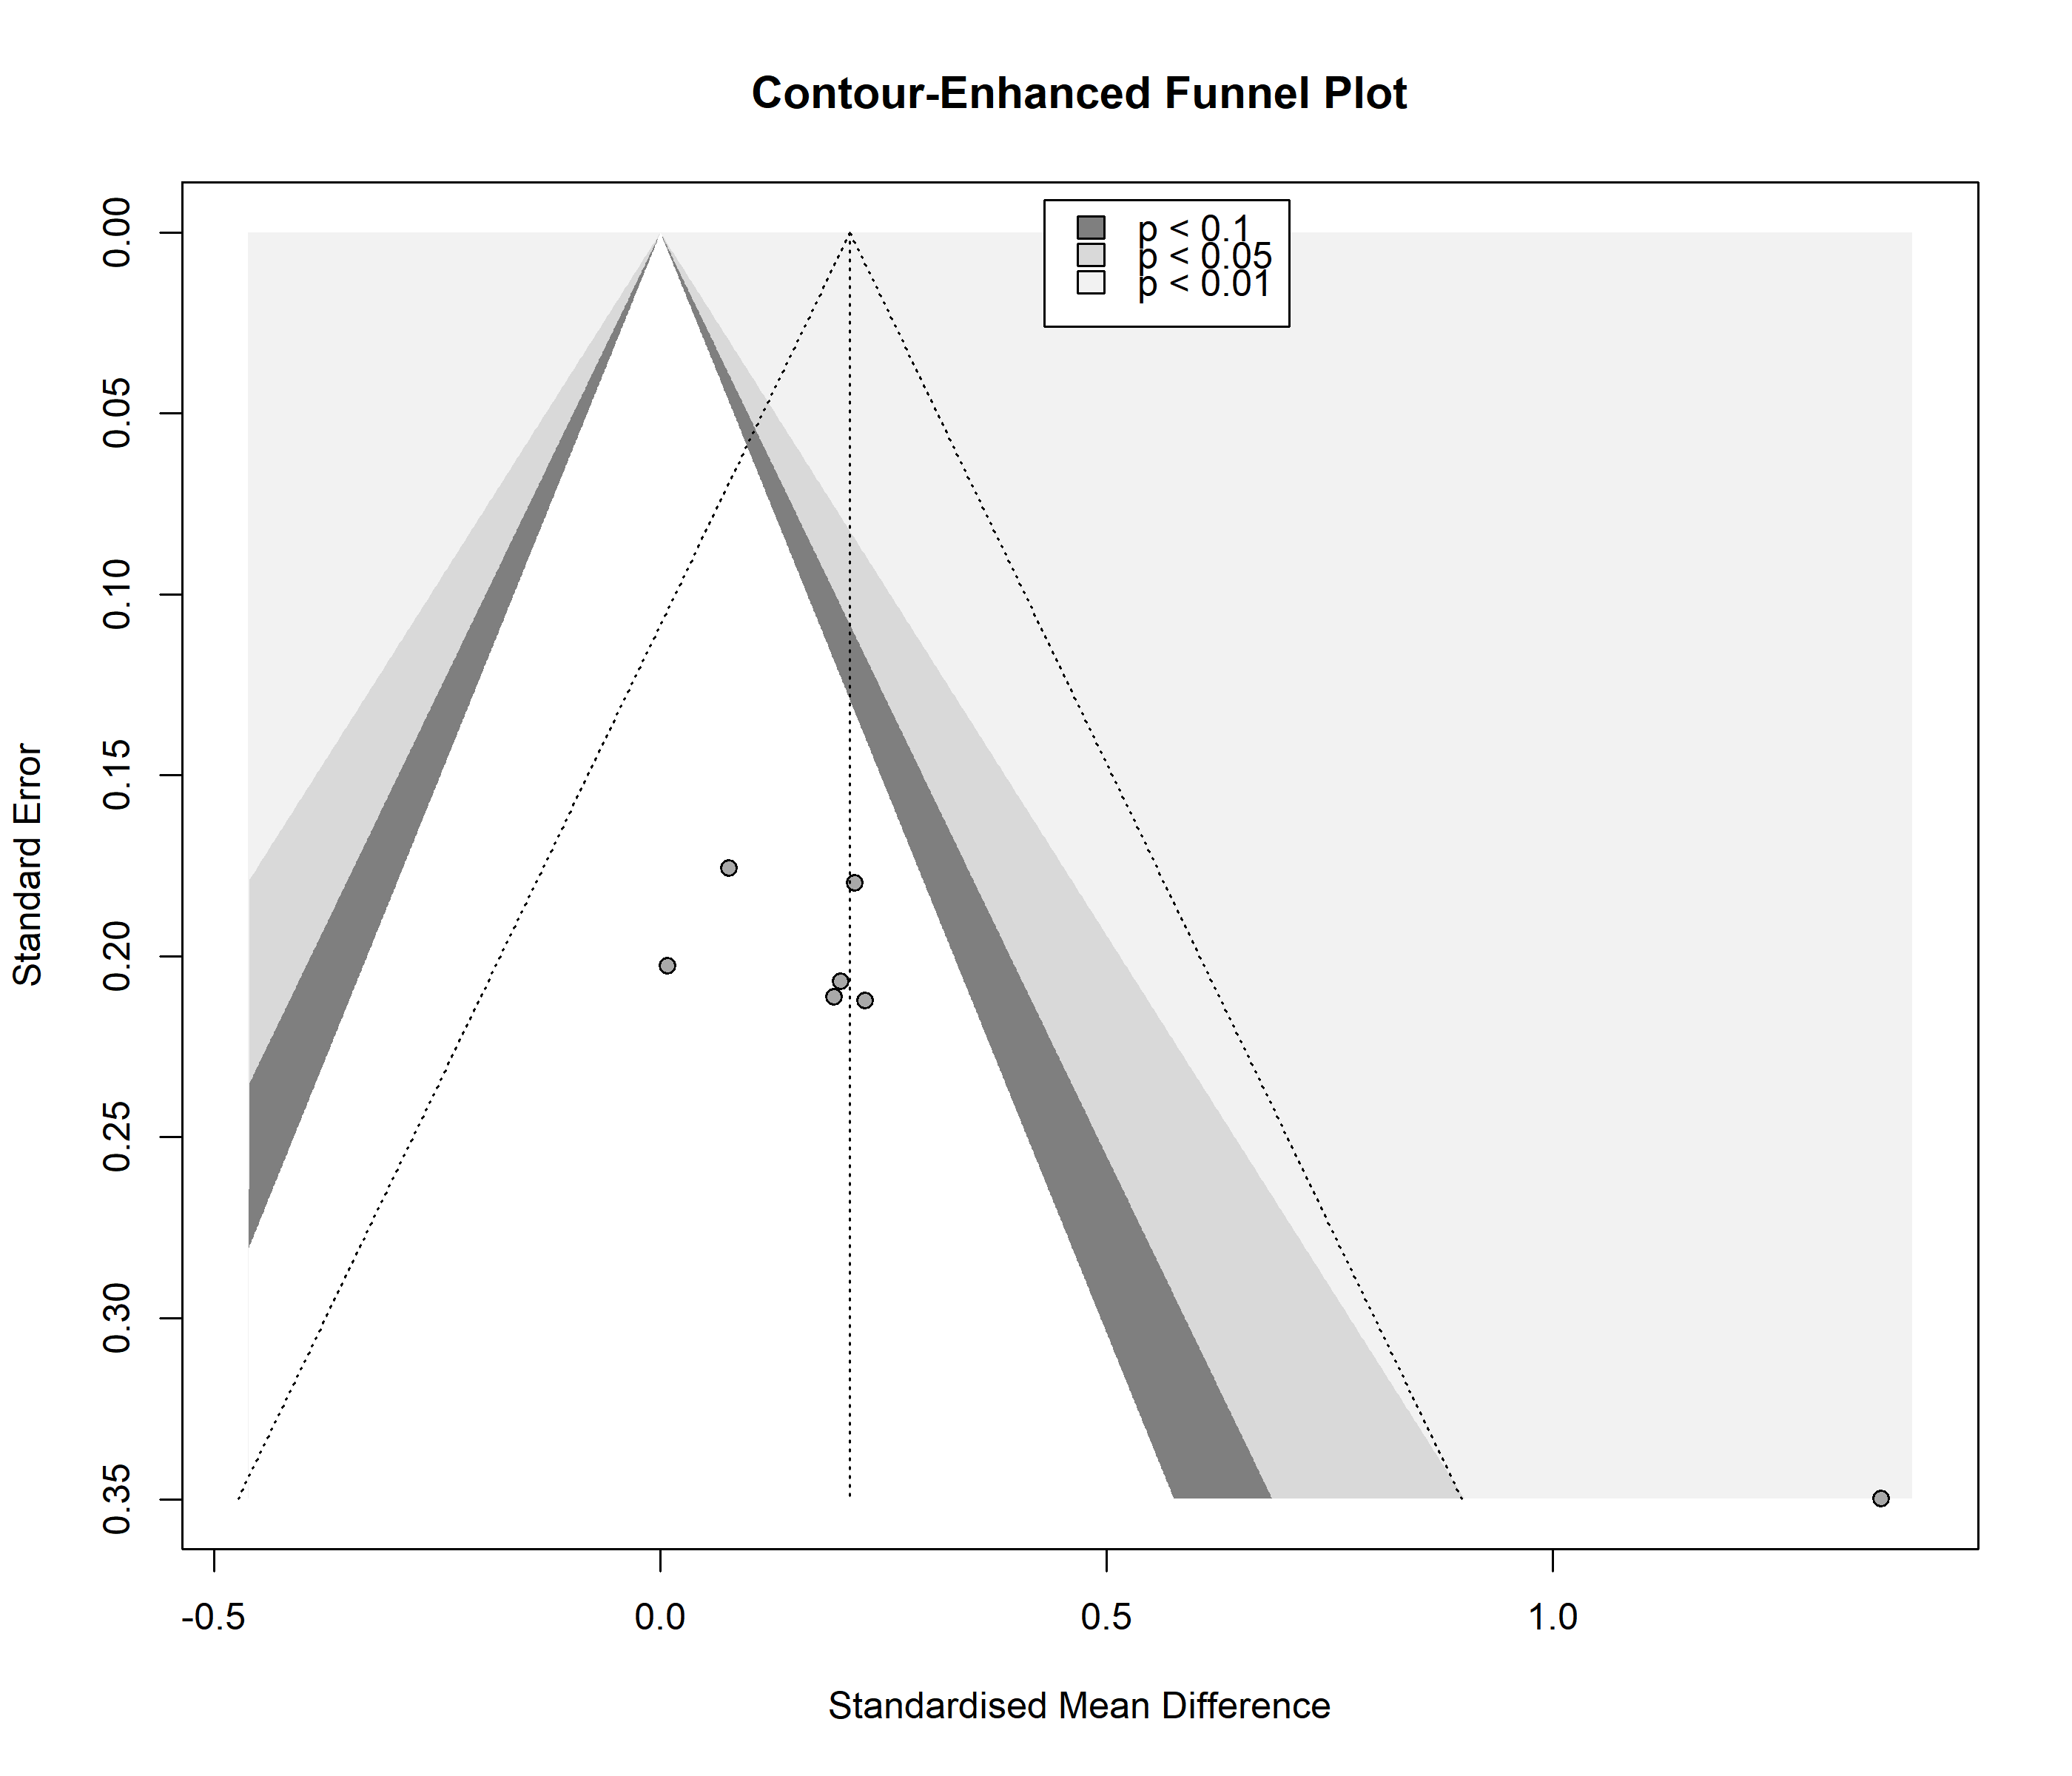 Contour-Enhanced Funnel Plot
p < 0.1
p < 0.05
p < 0.01
0.00
0.05
0.10
0.15
0.20
0.25
0.30
0.35
Standard Error
-0.5 0.0 0.5 1.0
Standardised Mean Difference